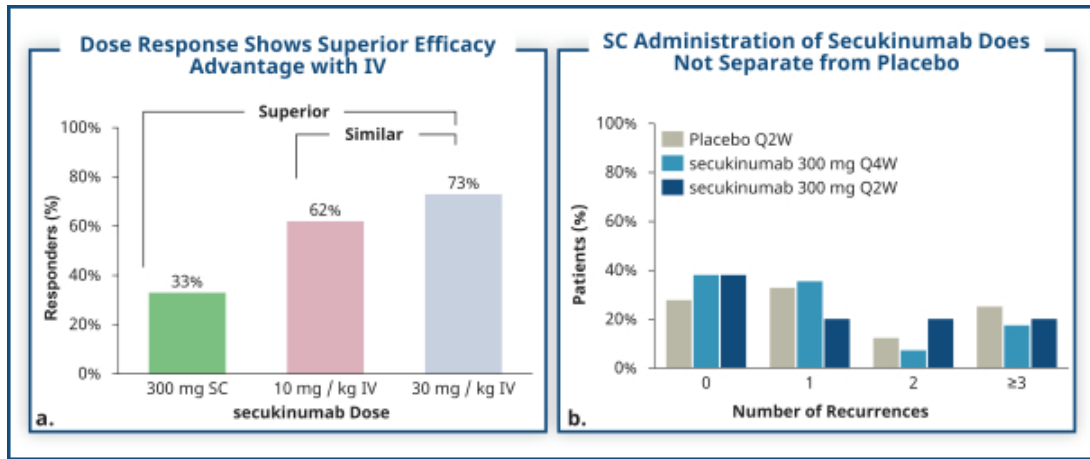 Dose Response Shows Superior Efficacy
Advantage with IV
Superior
Similar
100%
80%
60%
40%
20%
0%
Responders (%)
33%
62%
73%
300 mg SC
10 mg / kg IV
30 mg / kg IV
secukinumab Dose
a.
SC Administration of Secukinumab Does
Not Separate from Placebo
100%
80%
60%
40%
20%
0%
Patients (%)
Placebo Q2W
secukinumab 300 mg Q4W
secukinumab 300 mg Q2W
0
1
2
≥3
Number of Recurrences
b.